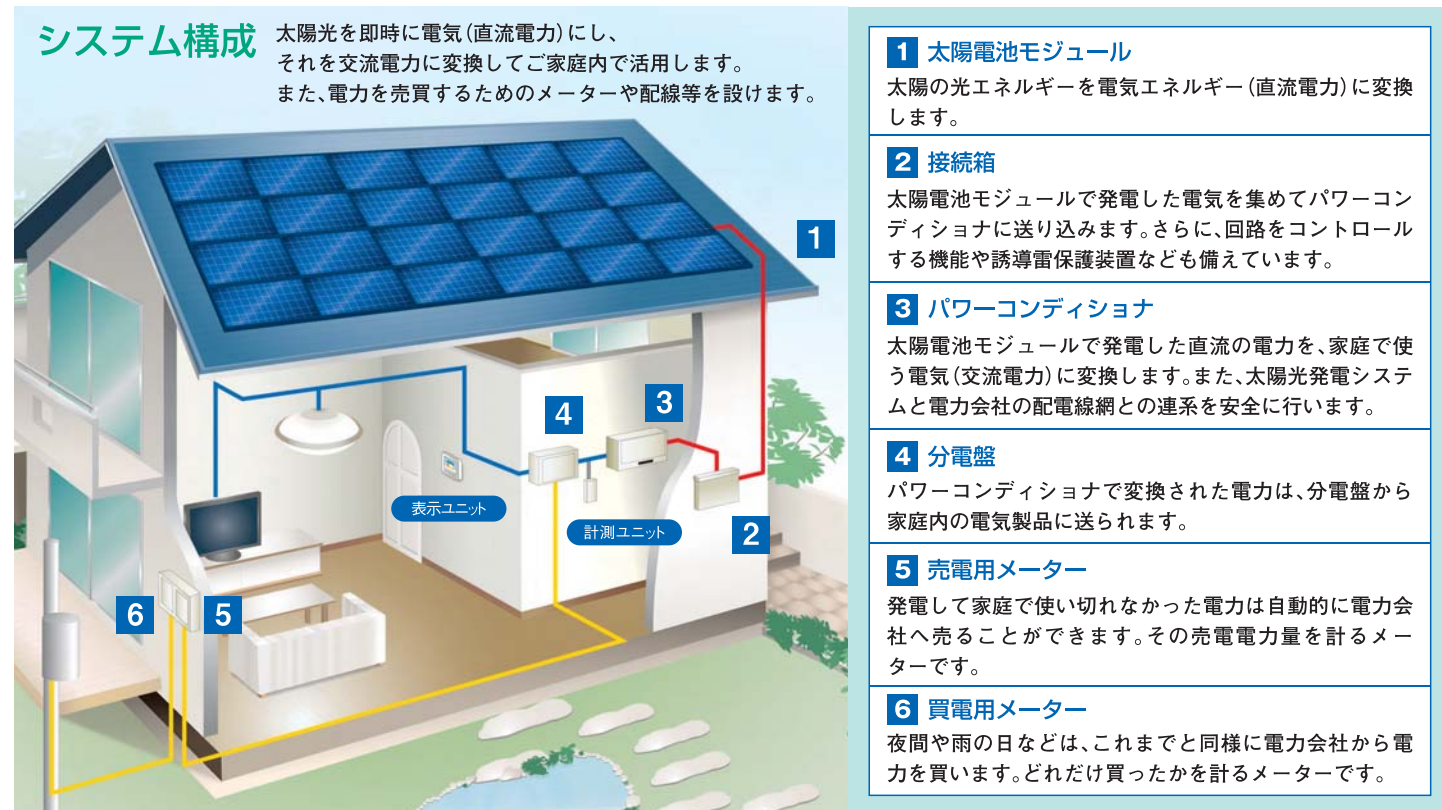 システム構成
太陽光を即時に電気(直流電力)にし、
それを交流電力に変換してご家庭内で活用します。
また、電力を売買するためのメーターや配線等を設けます。
1
4
3
2
表示ユニット
計測ユニット
6
5
1 太陽電池モジュール
太陽の光エネルギーを電気エネルギー(直流電力)に変換
します。
2 接続箱
太陽電池モジュールで発電した電気を集めてパワーコン
ディショナに送り込みます。さらに、回路をコントロール
する機能や誘導雷保護装置なども備えています。
3 パワーコンディショナ
太陽電池モジュールで発電した直流の電力を、家庭で使
う電気(交流電力)に変換します。また、太陽光発電システ
ムと電力会社の配電線網との連系を安全に行います。
4 分電盤
パワーコンディショナで変換された電力は、分電盤から
家庭内の電気製品に送られます。
5 売電用メーター
発電して家庭で使い切れなかった電力は自動的に電力会
社へ売ることができます。その売電電力量を計るメー
ターです。
6 買電用メーター
夜間や雨の日などは、これまでと同様に電力会社から電
力を買います。どれだけ買ったかを計るメーターです。